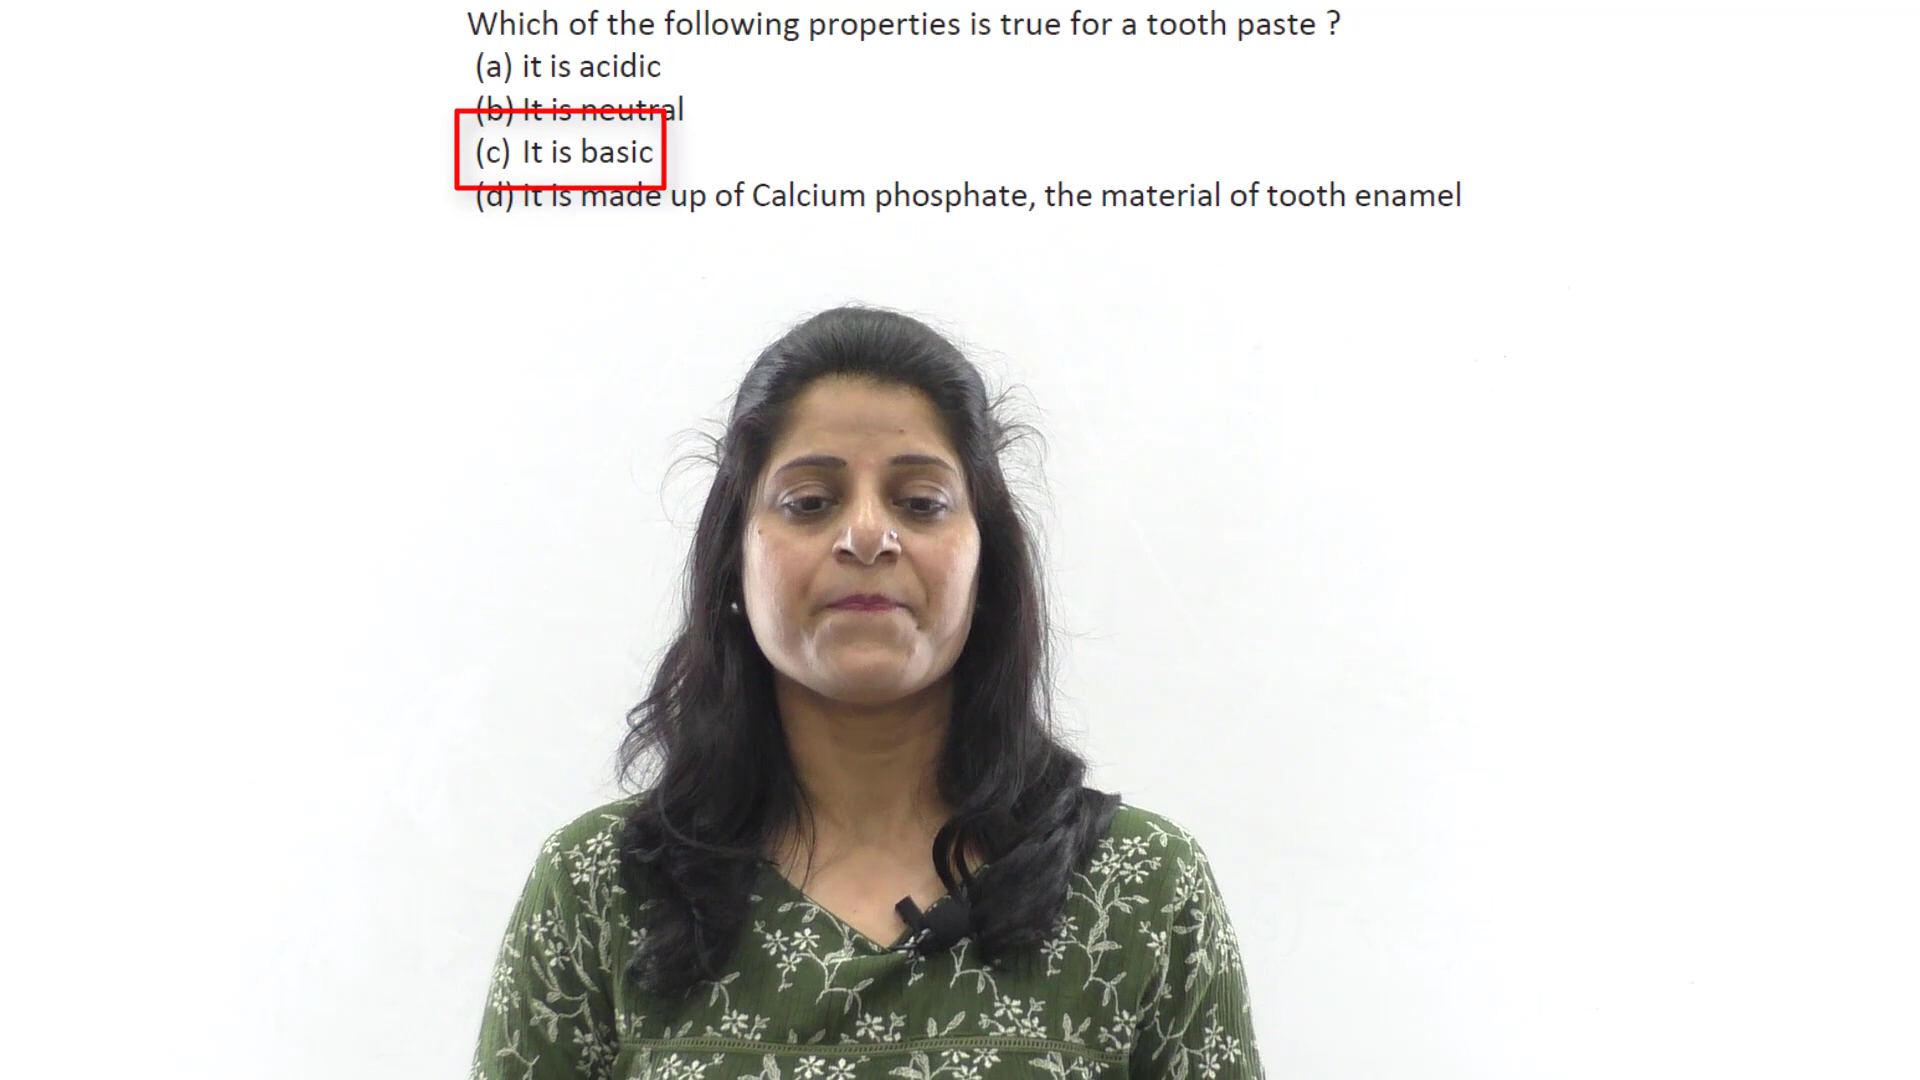 Which of the following properties is true for a tooth paste ?
(a) it is acidic
(b) It is neutral
(c) It is basic
(d) It is made up of Calcium phosphate, the material of tooth enamel